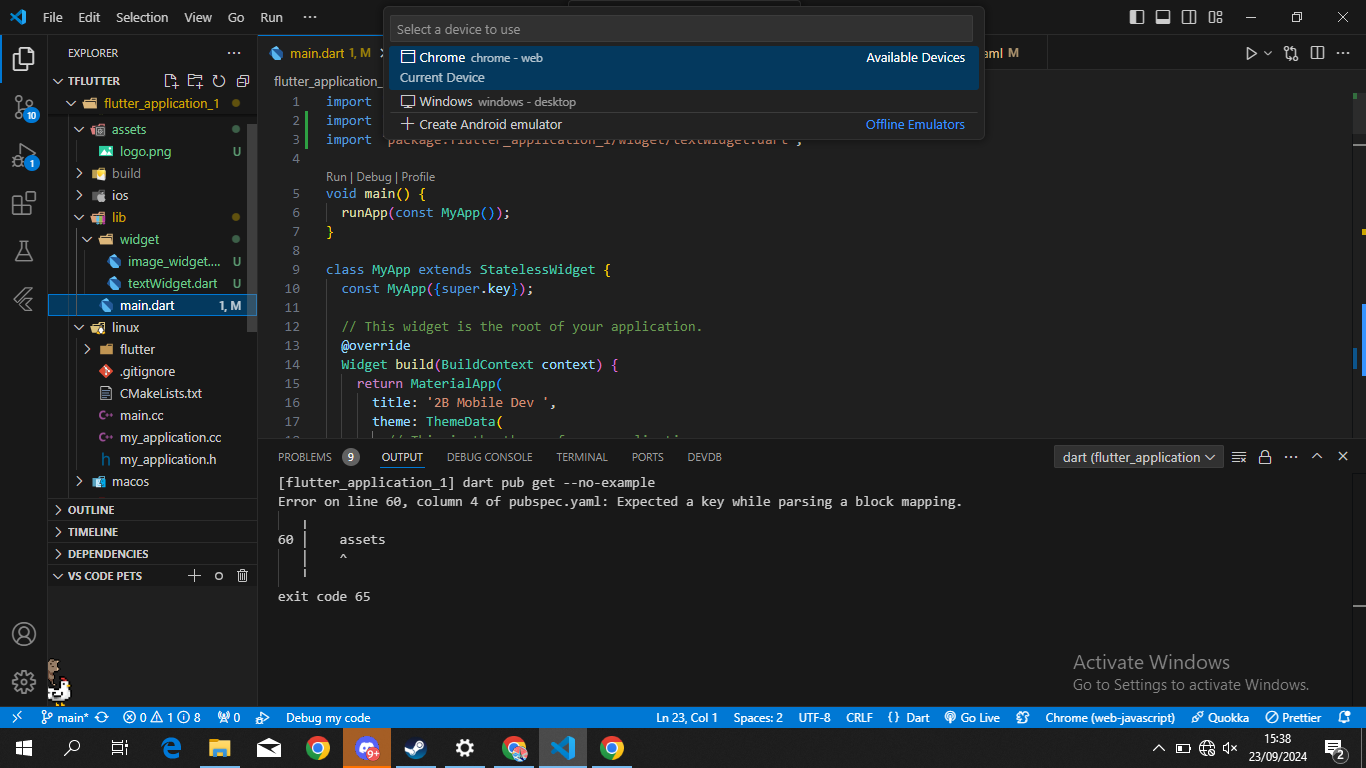 File Edit Selection View Go Run ···
Select a device to use
Chrome chrome - web Available Devices
Current Device
Windows windows - desktop
Create Android emulator Offline Emulators
EXPLORER
TFLUTTER
flutter_application_1
assets
logo.png U
build
ios
lib
widget
image_widget.... U
textWidget.dart U
main.dart 1, M
linux
flutter
.gitignore
CMakeLists.txt
main.cc
my_application.cc
my_application.h
macos
OUTLINE
TIMELINE
DEPENDENCIES
VS CODE PETS
10
1
main.dart 1, M
aml M
flutter_application_
1 import
2 import
3 import 'package:flutter_application_1/widget/textWidget.dart';
4
Run | Debug | Profile
5 void main() {
6 runApp(const MyApp());
7 }
8
9 class MyApp extends StatelessWidget {
10 const MyApp({super.key});
11
12 // This widget is the root of your application.
13 @override
14 Widget build(BuildContext context) {
15 return MaterialApp(
16 title: '2B Mobile Dev ',
17 theme: ThemeData(
PROBLEMS 9 OUTPUT DEBUG CONSOLE TERMINAL PORTS DEVDB
dart (flutter_application
[flutter_application_1] dart pub get --no-example
Error on line 60, column 4 of pubspec.yaml: Expected a key while parsing a block mapping.
60 │ assets
│ ^
exit code 65
Activate Windows
Go to Settings to activate Windows.
main* 0 1 8 0 Debug my code Ln 23, Col 1 Spaces: 2 UTF-8 CRLF {} Dart Go Live Chrome (web-javascript) Quokka Prettier
9+
15:38
23/09/2024
2